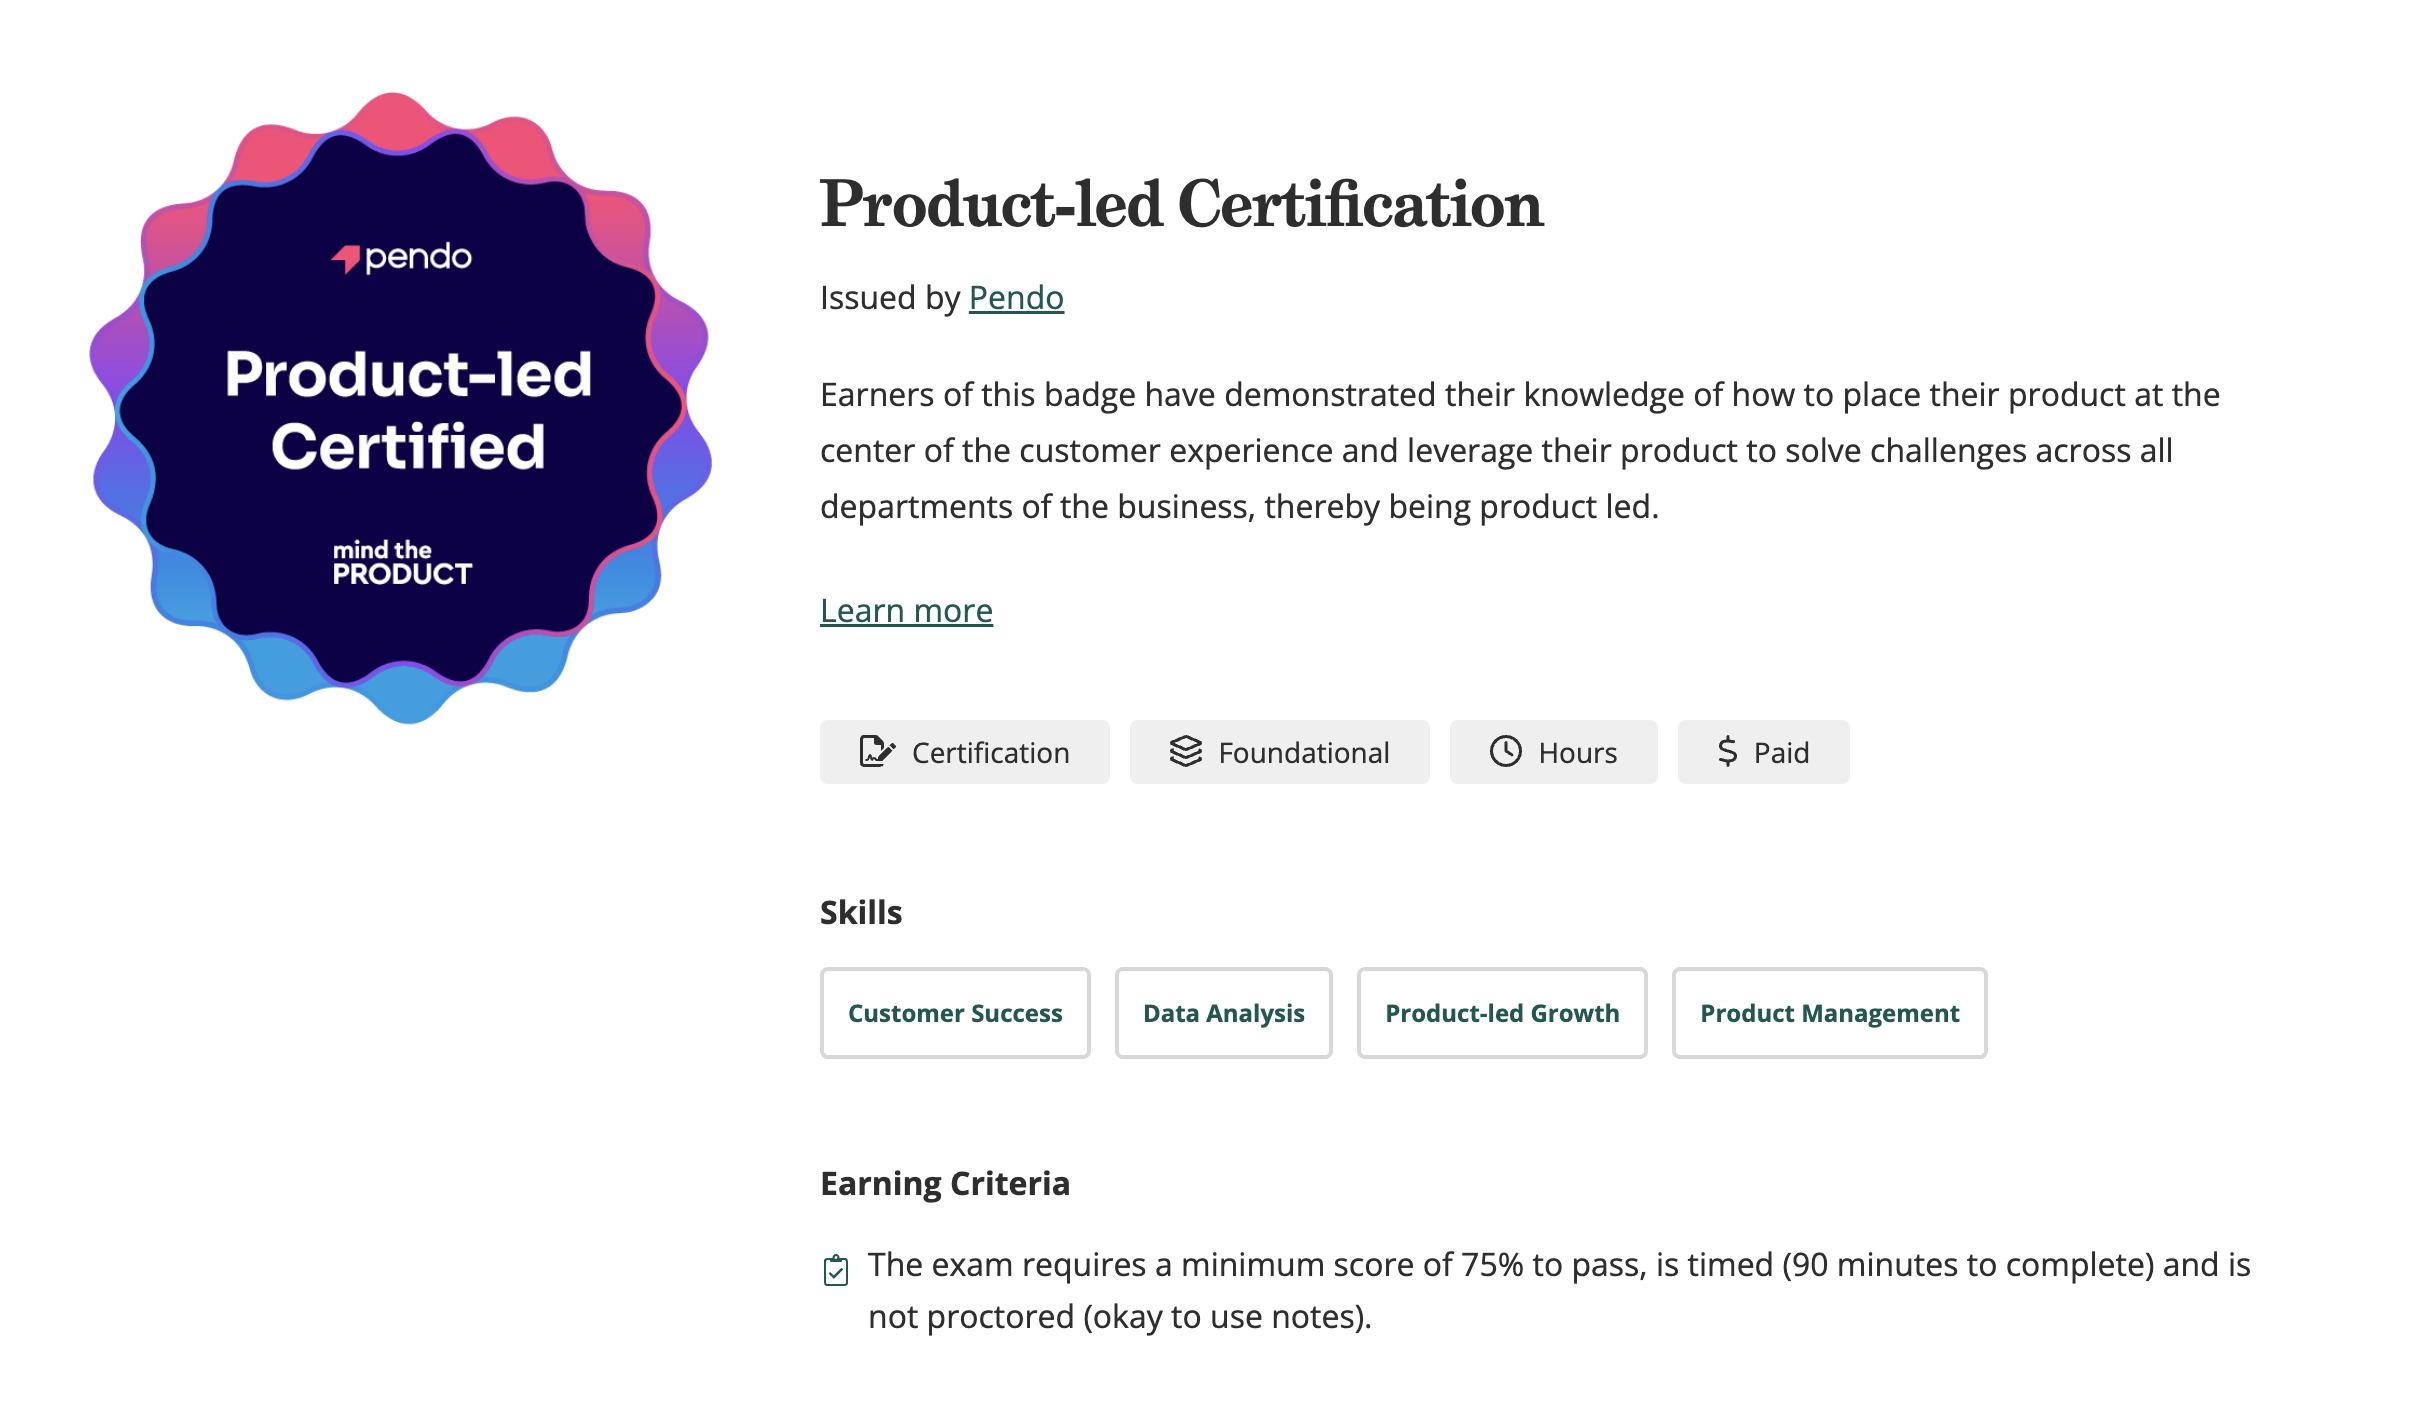 pendo
Product-led
Certified
mind the
PRODUCT
Product-led Certification
Issued by Pendo
Earners of this badge have demonstrated their knowledge of how to place their product at the
center of the customer experience and leverage their product to solve challenges across all
departments of the business, thereby being product led.
Learn more
Certification
Foundational
Hours
Paid
Skills
Customer Success
Data Analysis
Product-led Growth
Product Management
Earning Criteria
The exam requires a minimum score of 75% to pass, is timed (90 minutes to complete) and is
not proctored (okay to use notes).